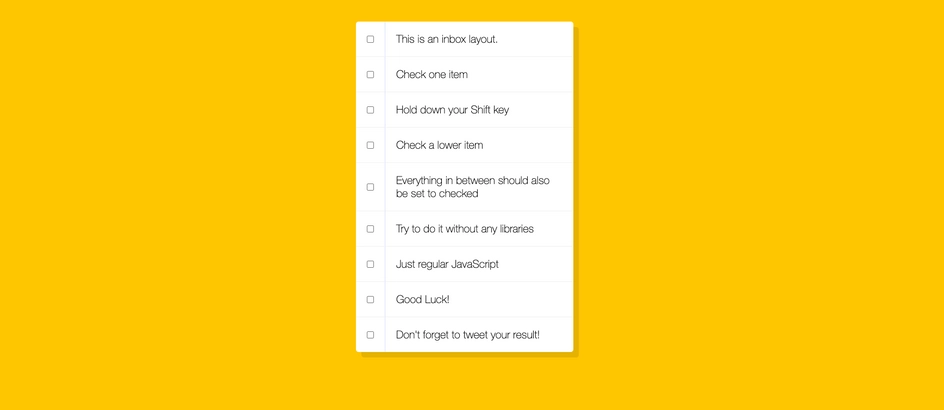 This is an inbox layout.
Check one item
Hold down your Shift key
Check a lower item
Everything in between should also
be set to checked
Try to do it without any libraries
Just regular JavaScript
Good Luck!
Don't forget to tweet your result!